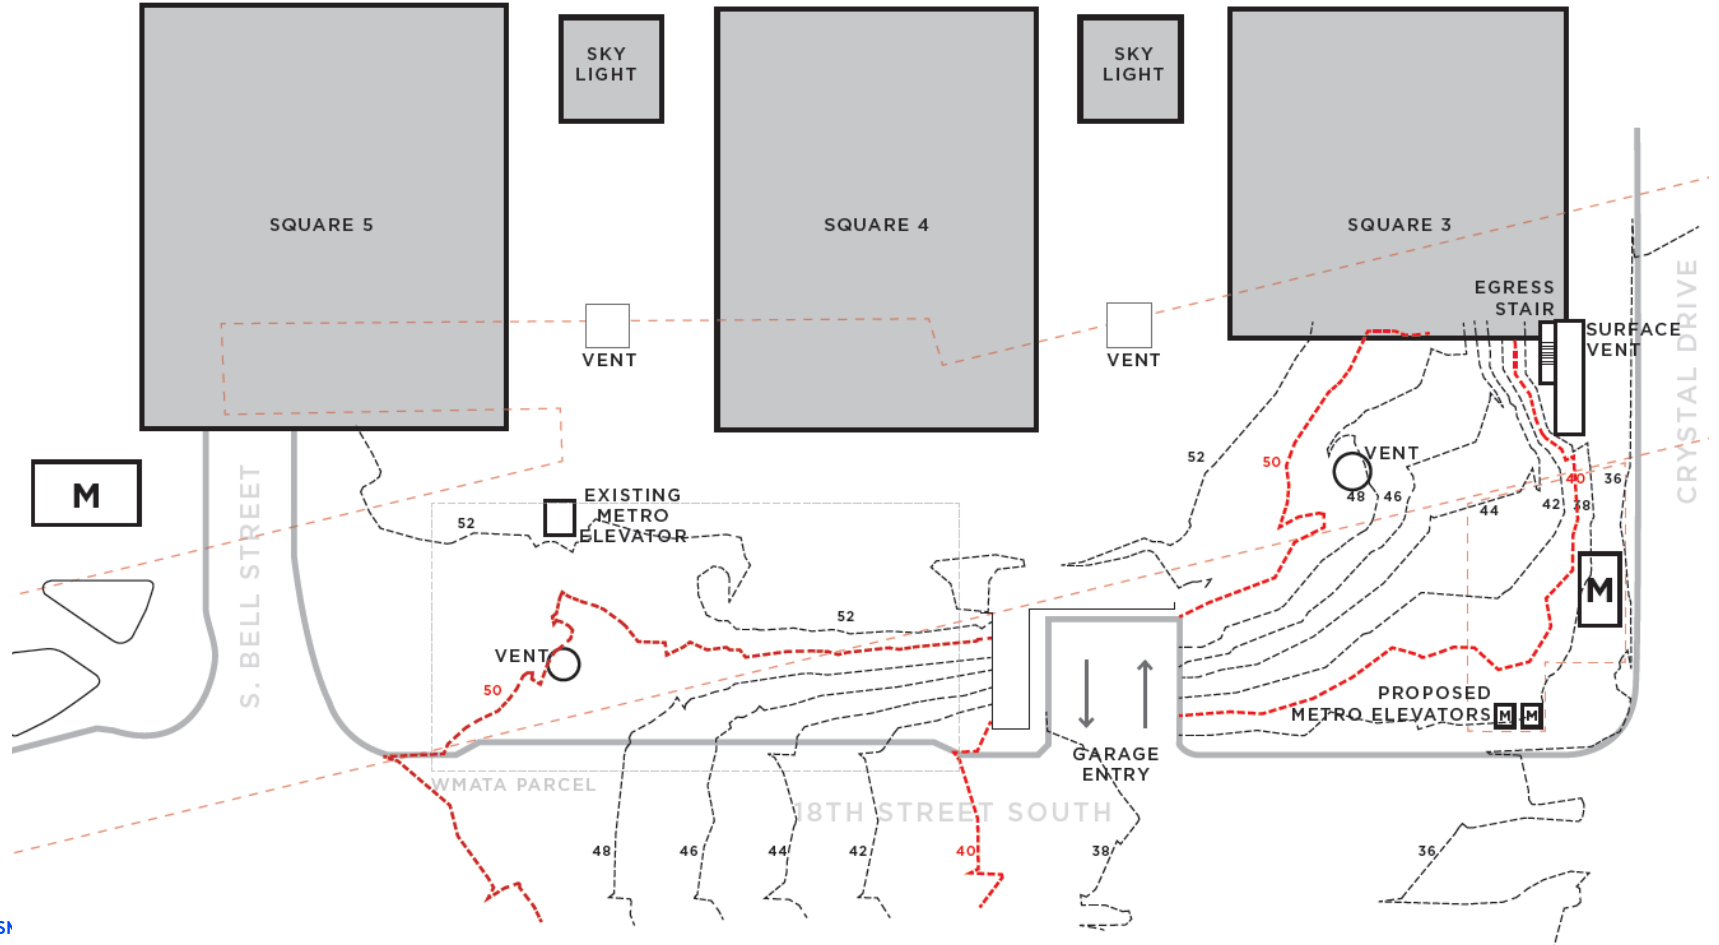 SKY
LIGHT
SKY
LIGHT
SQUARE 5
SQUARE 4
SQUARE 3
EGRESS
STAIR
SURFACE
VENT
VENT
VENT
CRYSTAL DRIVE
52
50
VENT
48
46
44
42
40
38
36
M
S. BELL STREET
52
EXISTING
METRO
ELEVATOR
M
52
VENT
50
PROPOSED
METRO ELEVATORS
M
M
GARAGE
ENTRY
WMATA PARCEL
18TH STREET SOUTH
48
46
44
42
40
38
36